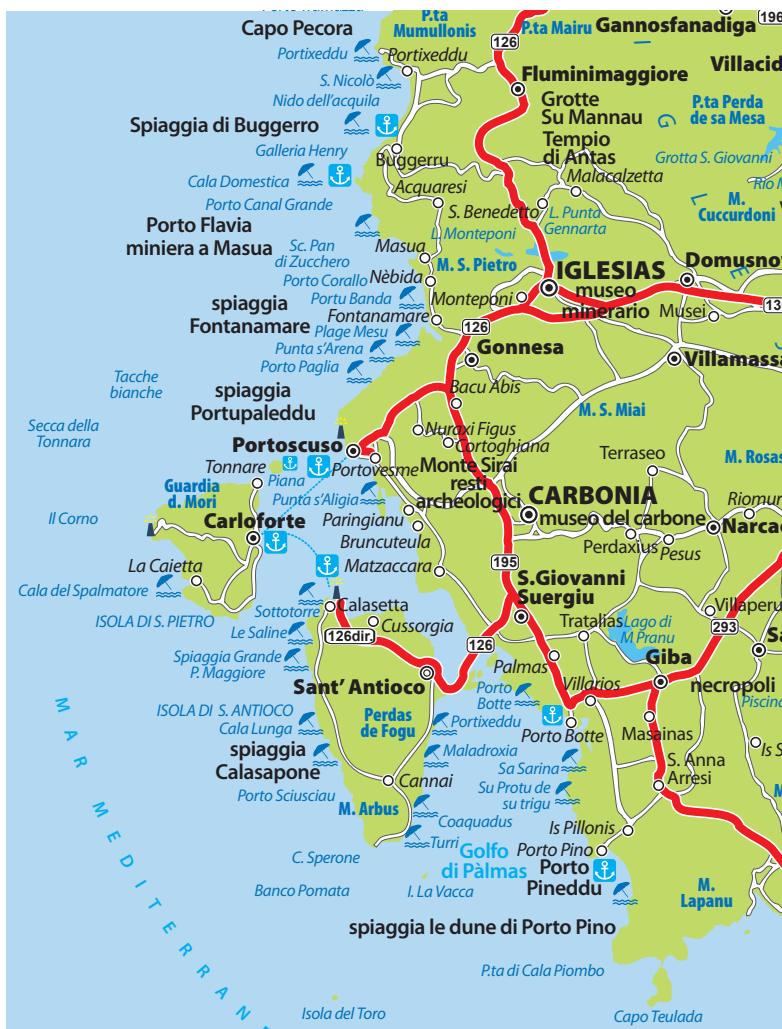 P.ta
Mumullonis
P.ta Mairu
Gannosfanadiga
196
Capo Pecora
126
Portixeddu
Portixeddu
Villacid
Fluminimaggiore
S. Nicolò
Nido dell'acquila
Grotte
Su Mannau
P.ta Perda
de sa Mesa
G
Spiaggia di Buggerro
Tempio
di Antas
Galleria Henry
Buggerru
Grotta S. Giovanni
Cala Domestica
Malacalzetta
Rio M
Acquaresi
Porto Canal Grande
S. Benedetto
L. Punta
Gennarta
L
M.
Cuccurdoni
Porto Flavia
miniera a Masua
L. Monteponi
Sc. Pan
di Zucchero
Masua
M. S. Pietro
Domusnov
E
Porto Corallo
Nèbida
IGLESIAS
museo
minerario
Portu Banda
Monteponi
13
spiaggia
Fontanamare
Fontanamare
Musei
Plage Mesu
126
Punta s'Arena
Gonnesa
Villamassa
Porto Paglia
Tacche
bianche
spiaggia
Portupaleddu
Bacu Abis
M. S. Miai
Secca della
Tonnara
Nuraxi Figus
Cortoghiana
Portoscuso
Terraseo
M. Rosas
Tonnare
Portovesme
Monte Sirai
resti
archeologici
Piana
Guardia
d. Mori
Punta s'Aligia
CARBONIA
museo del carbone
Riomur
Il Corno
Carloforte
Paringianu
Narcao
Bruncuteula
Perdaxius
Pesus
La Caietta
Matzaccara
195
Cala del Spalmatore
S.Giovanni
Suergiu
Sottotorre
Calasetta
Villaperu
ISOLA DI S. PIETRO
Cussorgia
Tratalias
Lago di
M Pranu
293
Le Saline
126dir.
126
Sa
Spiaggia Grande
P. Maggiore
Palmas
Giba
Sant' Antioco
Porto
Botte
Villarios
necropoli
Piscina
ISOLA DI S. ANTIOCO
Perdas
de Fogu
Portixeddu
Cala Lunga
Porto Botte
Masainas
spiaggia
Calasapone
Maladroxia
Is S
Sa Sarina
S. Anna
Arresi
Cannai
Su Protu de
su trigu
Porto Sciusciau
M. Arbus
M
Coaquadus
Is Pillonis
Turri
Golfo
di Pàlmas
Porto Pino
C. Sperone
Porto
Pineddu
Banco Pomata
I. La Vacca
M.
Lapanu
spiaggia le dune di Porto Pino
P.ta di Cala Piombo
Isola del Toro
Capo Teulada
MAR MEDITERRAN